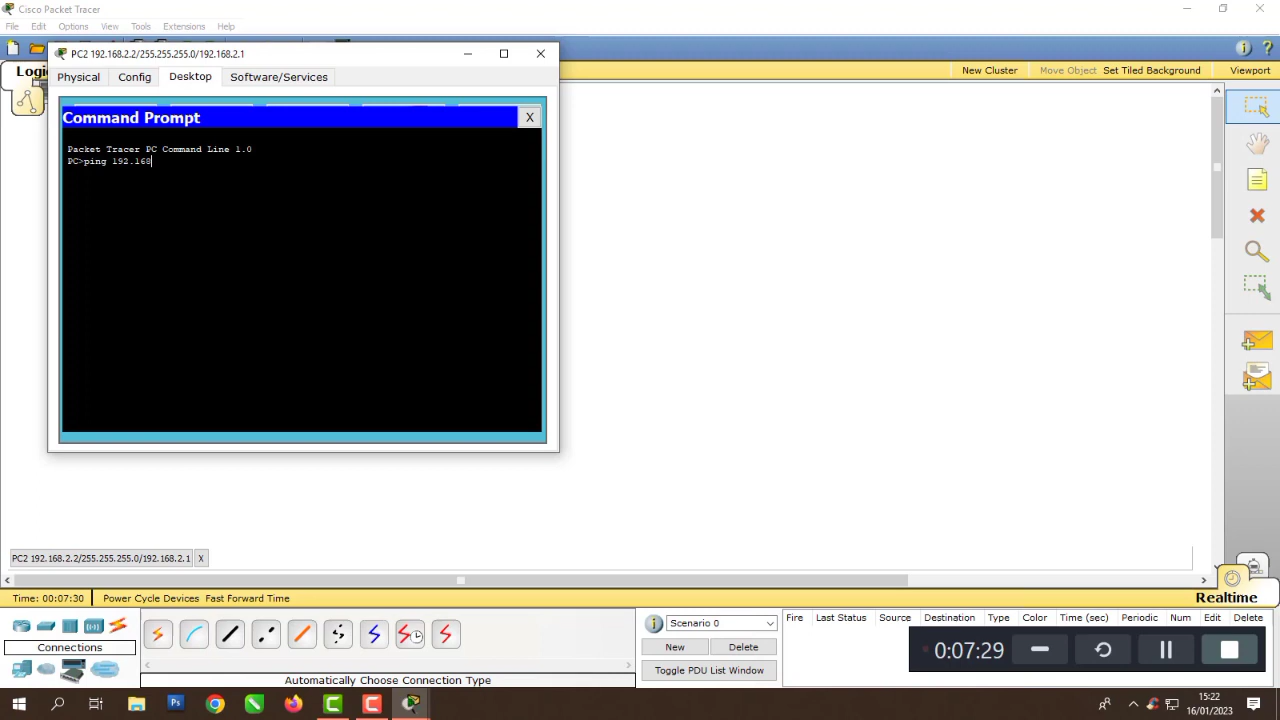 Cisco Packet Tracer
File Edit Options View Tools Extensions Help
PC2 192.168.2.2/255.255.255.0/192.168.2.1
Physical Config Desktop Software/Services
New Cluster Move Object Set Tiled Background Viewport
Command Prompt X
Packet Tracer PC Command Line 1.0
PC>ping 192.168
PC2 192.168.2.2/255.255.255.0/192.168.2.1 X
Time: 00:07:30 Power Cycle Devices Fast Forward Time Realtime
Connections
Automatically Choose Connection Type
Scenario 0
New Delete
Toggle PDU List Window
Fire Last Status Source Destination Type Color Time (sec) Periodic Num Edit Delete
0:07:29
15:22
16/01/2023